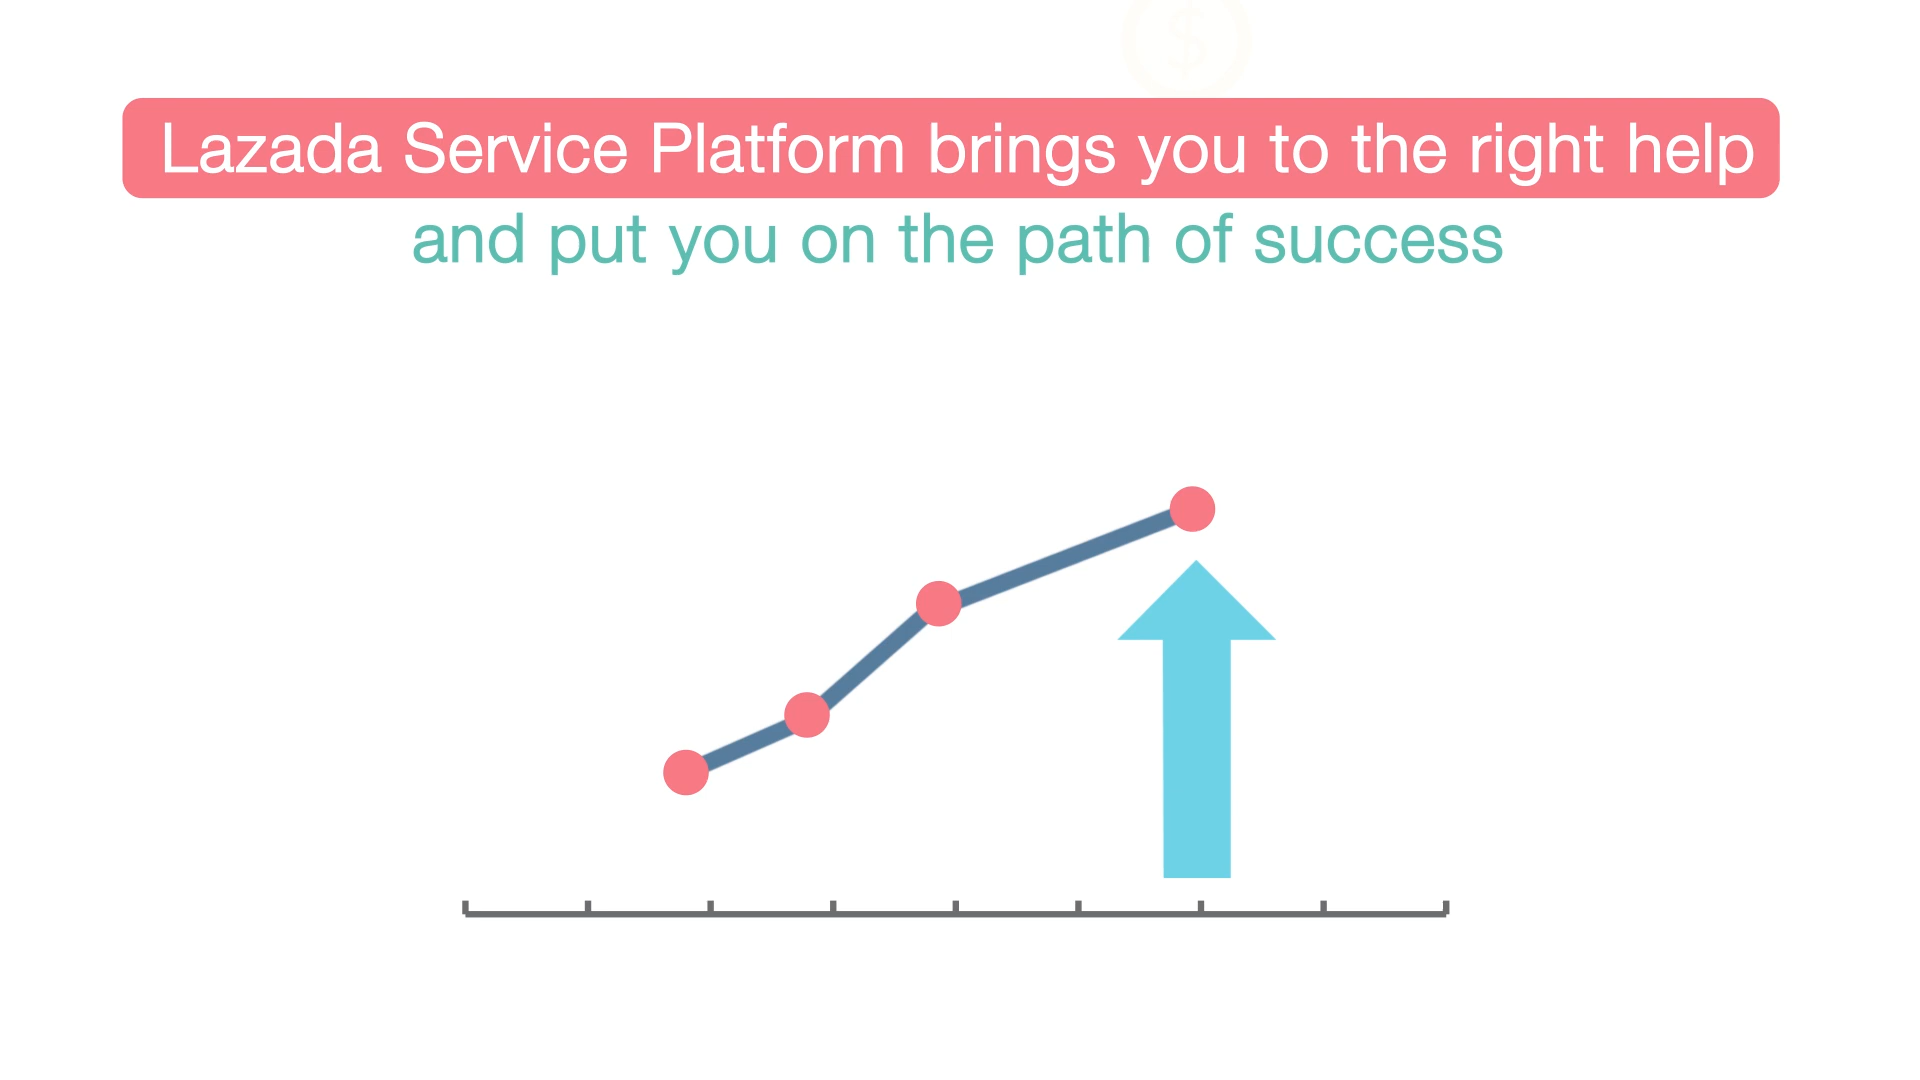 Lazada Service Platform brings you to the right help
and put you on the path of success
$